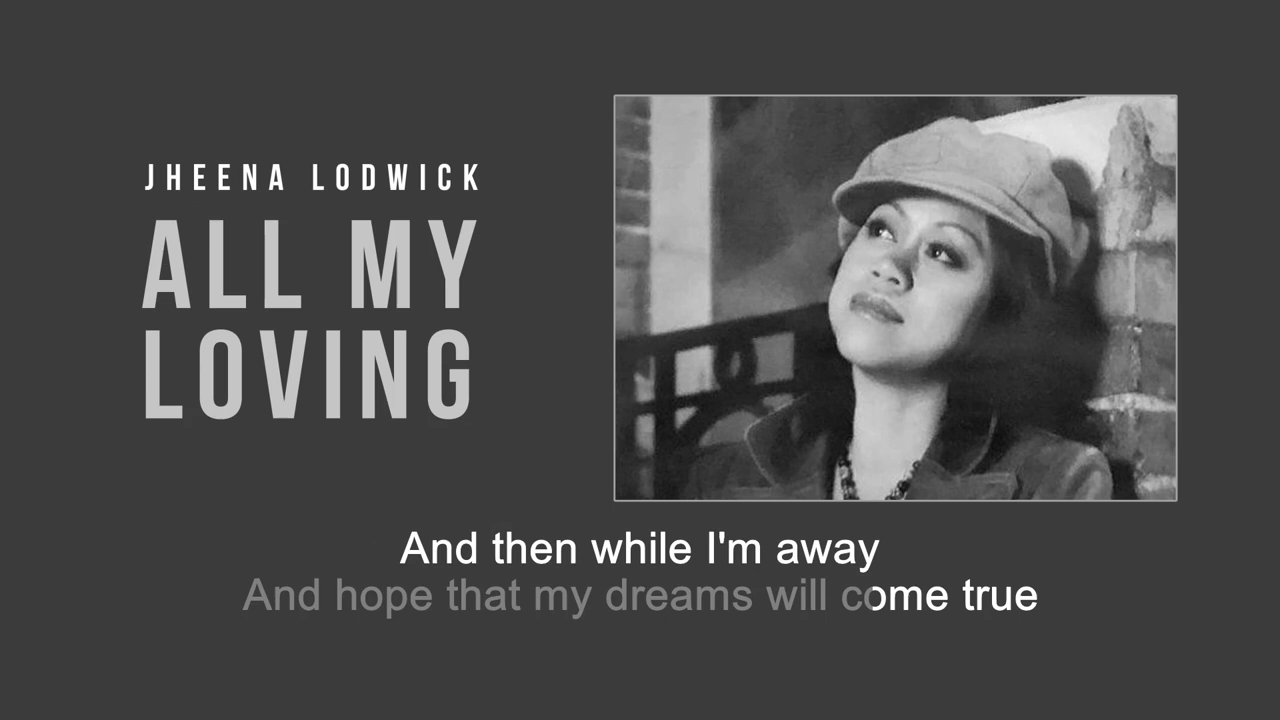 JHEENA LODWICK
ALL MY
LOVING
And then while I'm away
And hope that my dreams will come true